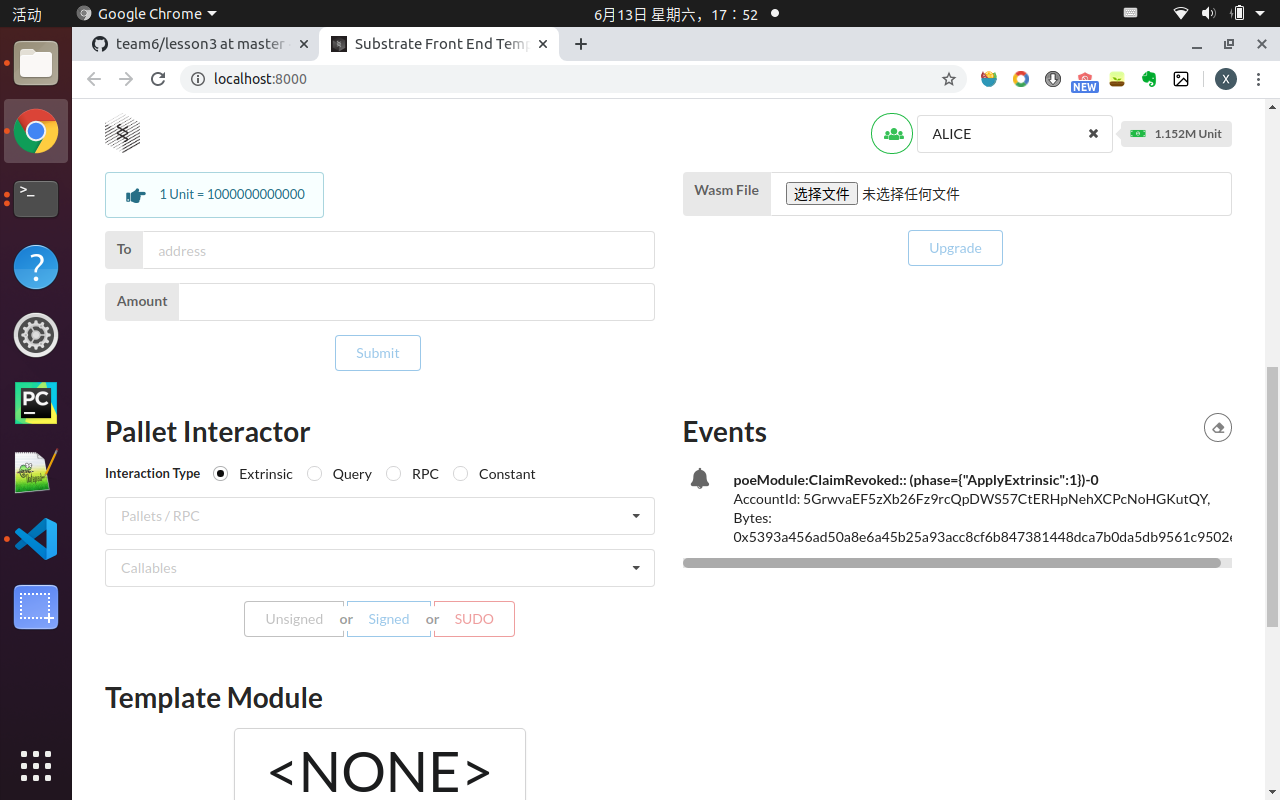 活动
Google Chrome
6月13日 星期六，17：52
team6/lesson3 at master
Substrate Front End Temp
localhost:8000
NEW
X
ALICE
1.152M Unit
1 Unit = 1000000000000
Wasm File
选择文件 未选择任何文件
To
address
Upgrade
Amount
Submit
Pallet Interactor
Interaction Type
Extrinsic
Query
RPC
Constant
Pallets / RPC
Callables
Unsigned or Signed or SUDO
Events
poeModule:ClaimRevoked:: (phase={"ApplyExtrinsic":1})-0
AccountId: 5GrwvaEF5zXb26Fz9rcQpDWS57CtERHpNehXCPcNoHGKutQY,
Bytes:
0x5393a456ad50a8e6a45b25a93acc8cf6b847381448dca7b0da5db9561c9502e
Template Module
<NONE>
PC